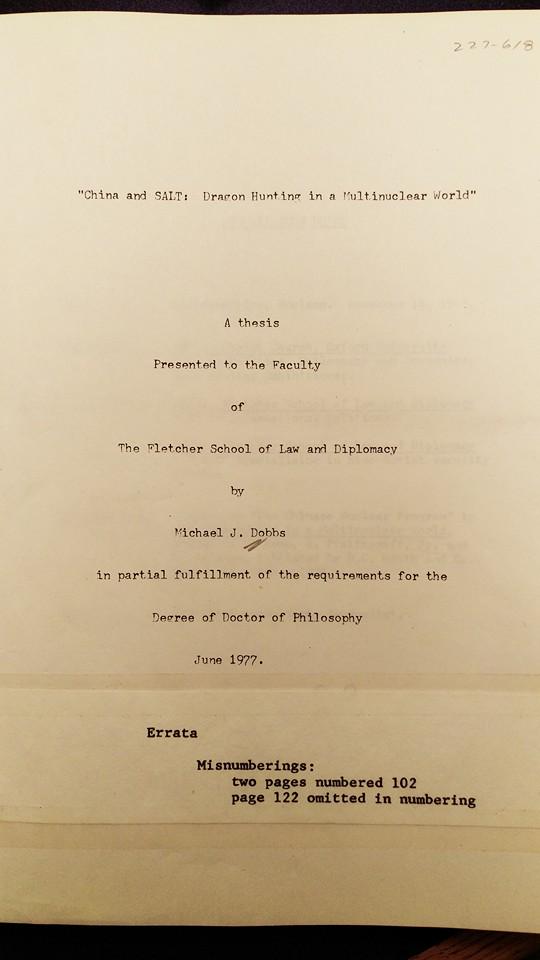 227-618
"China and SALT: Dragon Hunting in a Multinuclear World"
A thesis
Presented to the Faculty
of
The Fletcher School of Law and Diplomacy
by
Michael J. Dobbs
in partial fulfillment of the requirements for the
Degree of Doctor of Philosophy
June 1977.
Errata
Misnumberings:
two pages numbered 102
page 122 omitted in numbering